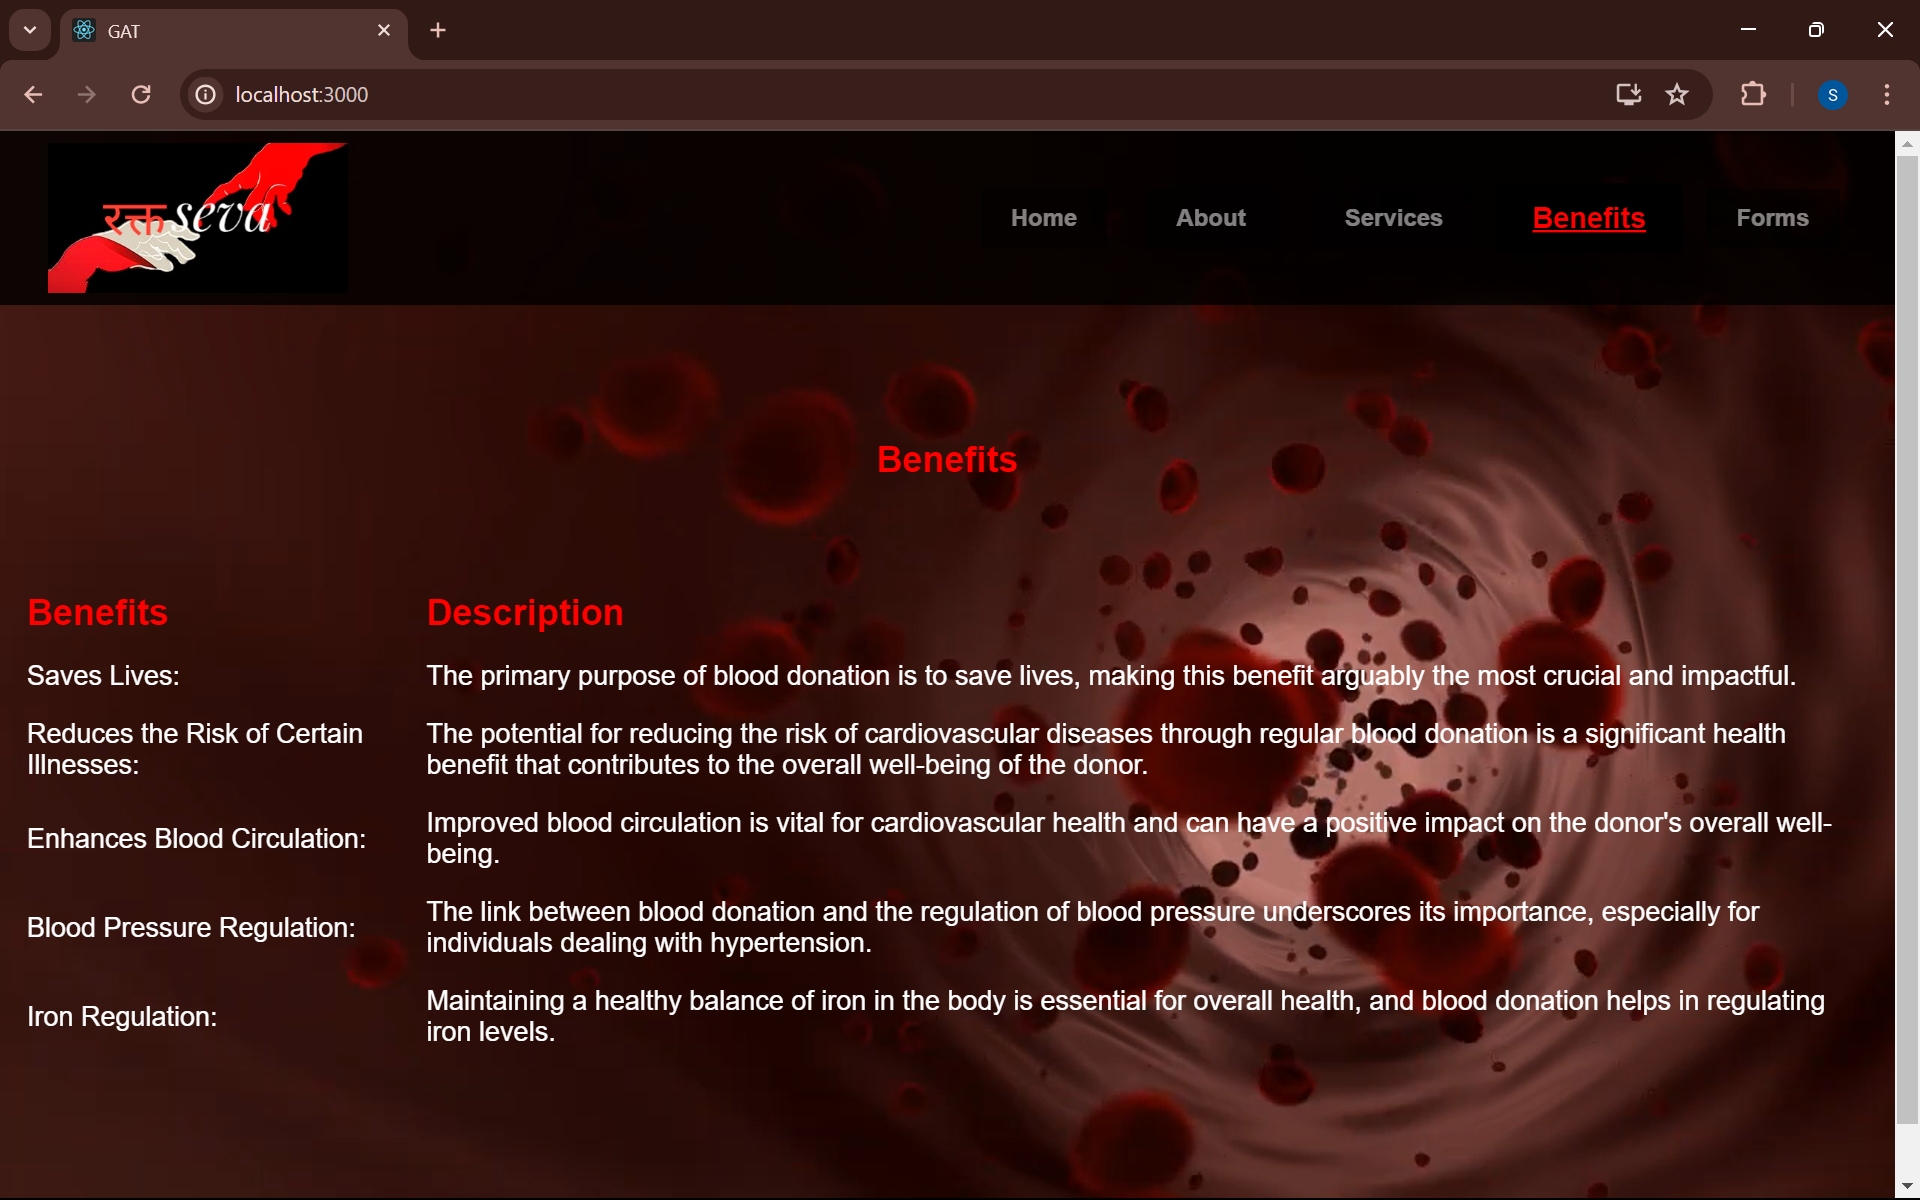 GAT
localhost:3000
S
रक्त seva
Home About Services Benefits Forms
Benefits
Benefits Description
Saves Lives: The primary purpose of blood donation is to save lives, making this benefit arguably the most crucial and impactful.
Reduces the Risk of Certain
Illnesses:
The potential for reducing the risk of cardiovascular diseases through regular blood donation is a significant health
benefit that contributes to the overall well-being of the donor.
Enhances Blood Circulation:
Improved blood circulation is vital for cardiovascular health and can have a positive impact on the donor's overall well-
being.
Blood Pressure Regulation:
The link between blood donation and the regulation of blood pressure underscores its importance, especially for
individuals dealing with hypertension.
Iron Regulation:
Maintaining a healthy balance of iron in the body is essential for overall health, and blood donation helps in regulating
iron levels.